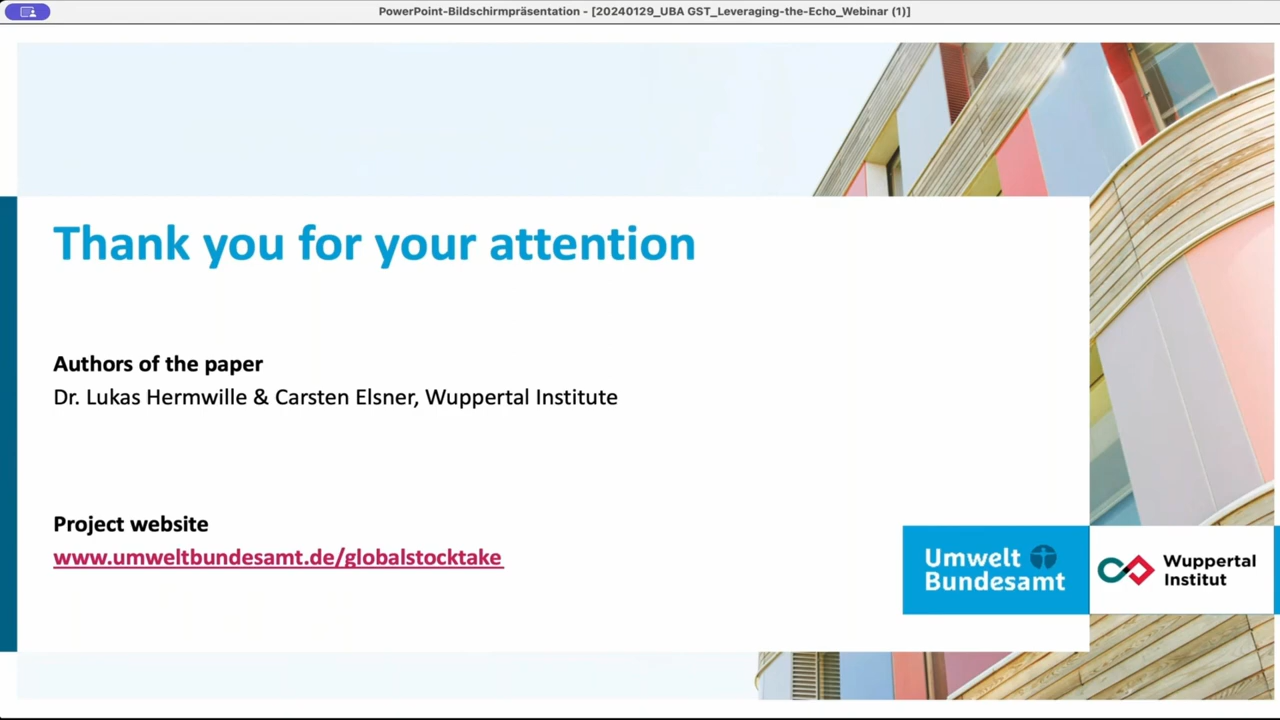 PowerPoint-Bildschirmpräsentation - [20240129_UBA GST_Leveraging-the-Echo_Webinar (1)]
Thank you for your attention
Authors of the paper
Dr. Lukas Hermwille & Carsten Elsner, Wuppertal Institute
Project website
www.umweltbundesamt.de/globalstocktake
Umwelt
Bundesamt
Wuppertal
Institut